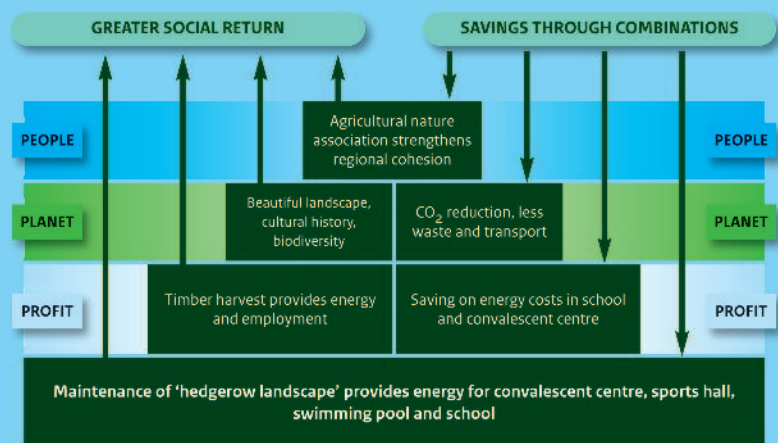 GREATER SOCIAL RETURN
SAVINGS THROUGH COMBINATIONS
PEOPLE
Agricultural nature
association strengthens
regional cohesion
PEOPLE
PLANET
Beautiful landscape,
cultural history,
biodiversity
CO₂ reduction, less
waste and transport
PLANET
PROFIT
Timber harvest provides energy
and employment
Saving on energy costs in school
and convalescent centre
PROFIT
Maintenance of ‘hedgerow landscape’ provides energy for convalescent centre, sports hall,
swimming pool and school